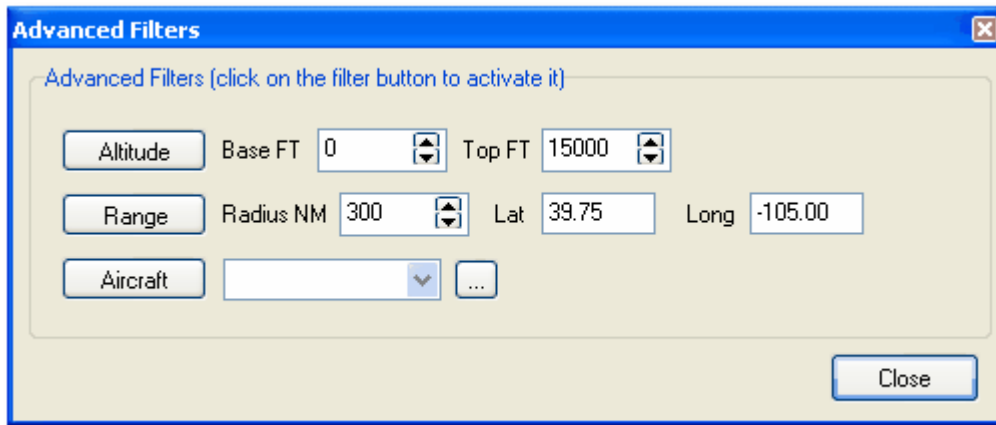 Advanced Filters
Advanced Filters (click on the filter button to activate it)
Altitude Base FT 0 Top FT 15000
Range Radius NM 300 Lat 39.75 Long -105.00
Aircraft ...
Close